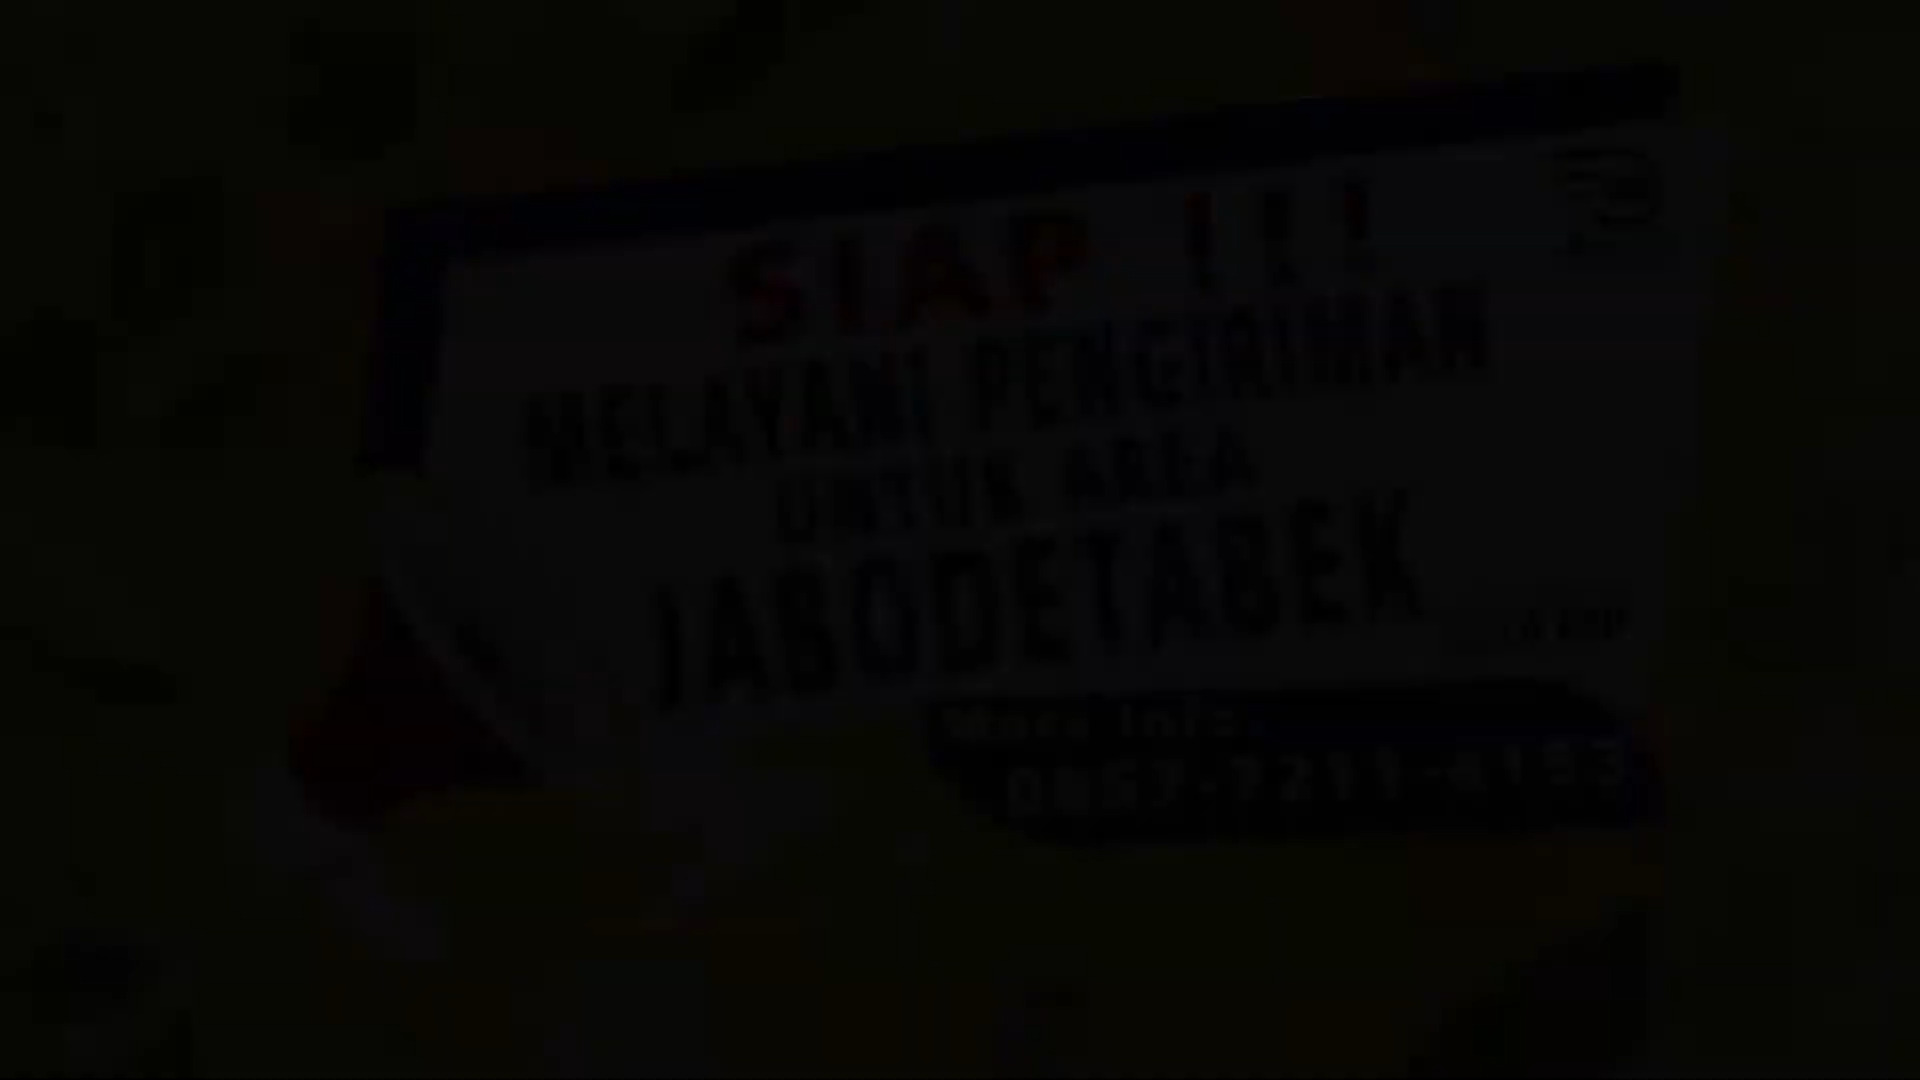 SIAP !!!
MELAYANI PENGIRIMAN
UNTUK AREA
JABODETABEK
More Info